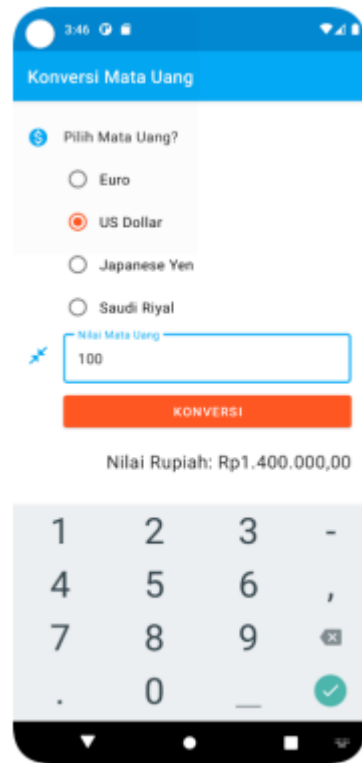 3:46
Konversi Mata Uang
Pilih Mata Uang?
Euro
US Dollar
Japanese Yen
Saudi Riyal
Nilai Mata Uang
100
KONVERSI
Nilai Rupiah: Rp1.400.000,00
1 2 3 -
4 5 6 ,
7 8 9
. 0 _